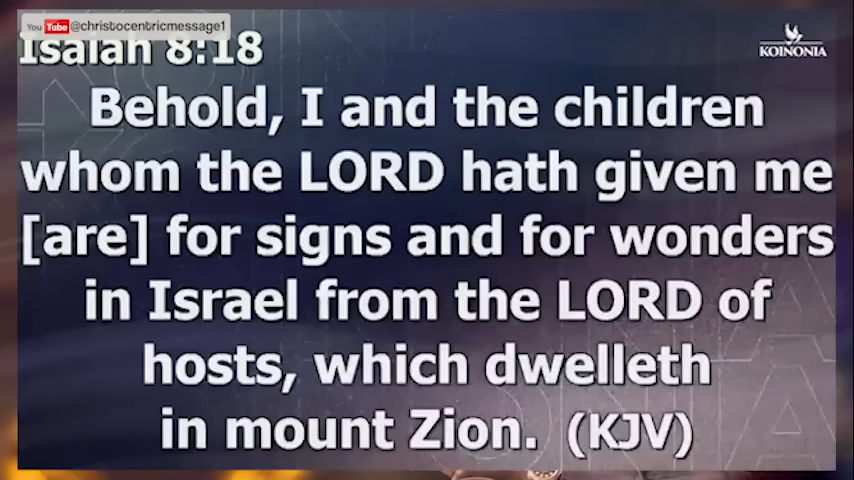 You Tube @christocentricmessage1
Isaiah 8:18
KOINONIA
Behold, I and the children
whom the LORD hath given me
[are] for signs and for wonders
in Israel from the LORD of
hosts, which dwelleth
in mount Zion. (KJV)